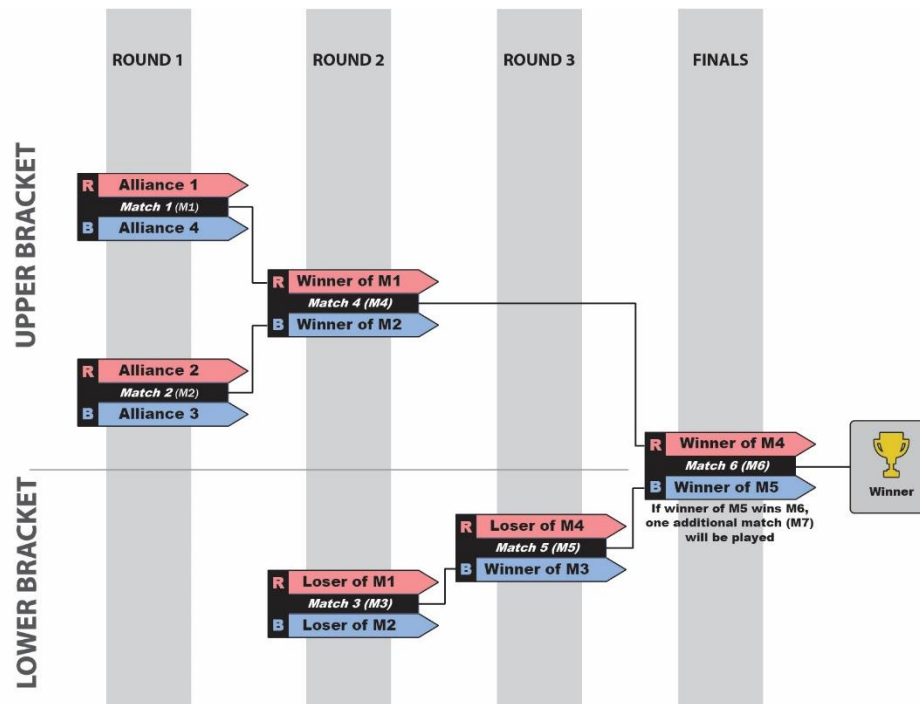 ROUND 1
ROUND 2
ROUND 3
FINALS
UPPER BRACKET
R Alliance 1
Match 1 (M1)
B Alliance 4
R Winner of M1
Match 4 (M4)
B Winner of M2
R Alliance 2
Match 2 (M2)
B Alliance 3
R Winner of M4
Match 6 (M6)
B Winner of M5
If winner of M5 wins M6,
one additional match (M7)
will be played
Winner
LOWER BRACKET
R Loser of M4
Match 5 (M5)
B Winner of M3
R Loser of M1
Match 3 (M3)
B Loser of M2